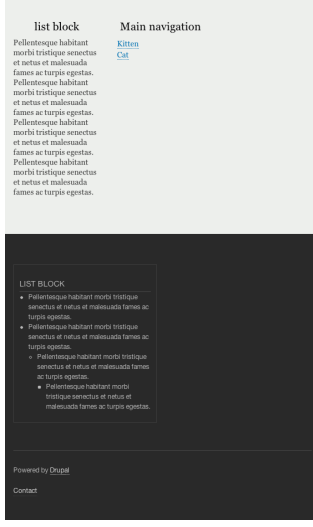 list block
Pellentesque habitant
morbi tristique senectus
et netus et malesuada
fames ac turpis egestas.
Pellentesque habitant
morbi tristique senectus
et netus et malesuada
fames ac turpis egestas.
Pellentesque habitant
morbi tristique senectus
et netus et malesuada
fames ac turpis egestas.
Pellentesque habitant
morbi tristique senectus
et netus et malesuada
fames ac turpis egestas.
Main navigation
Kitten
Cat
LIST BLOCK
Pellentesque habitant morbi tristique
senectus et netus et malesuada fames ac
turpis egestas.
Pellentesque habitant morbi tristique
senectus et netus et malesuada fames ac
turpis egestas.
Pellentesque habitant morbi tristique
senectus et netus et malesuada fames
ac turpis egestas.
Pellentesque habitant morbi
tristique senectus et netus et
malesuada fames ac turpis egestas.
Powered by Drupal
Contact